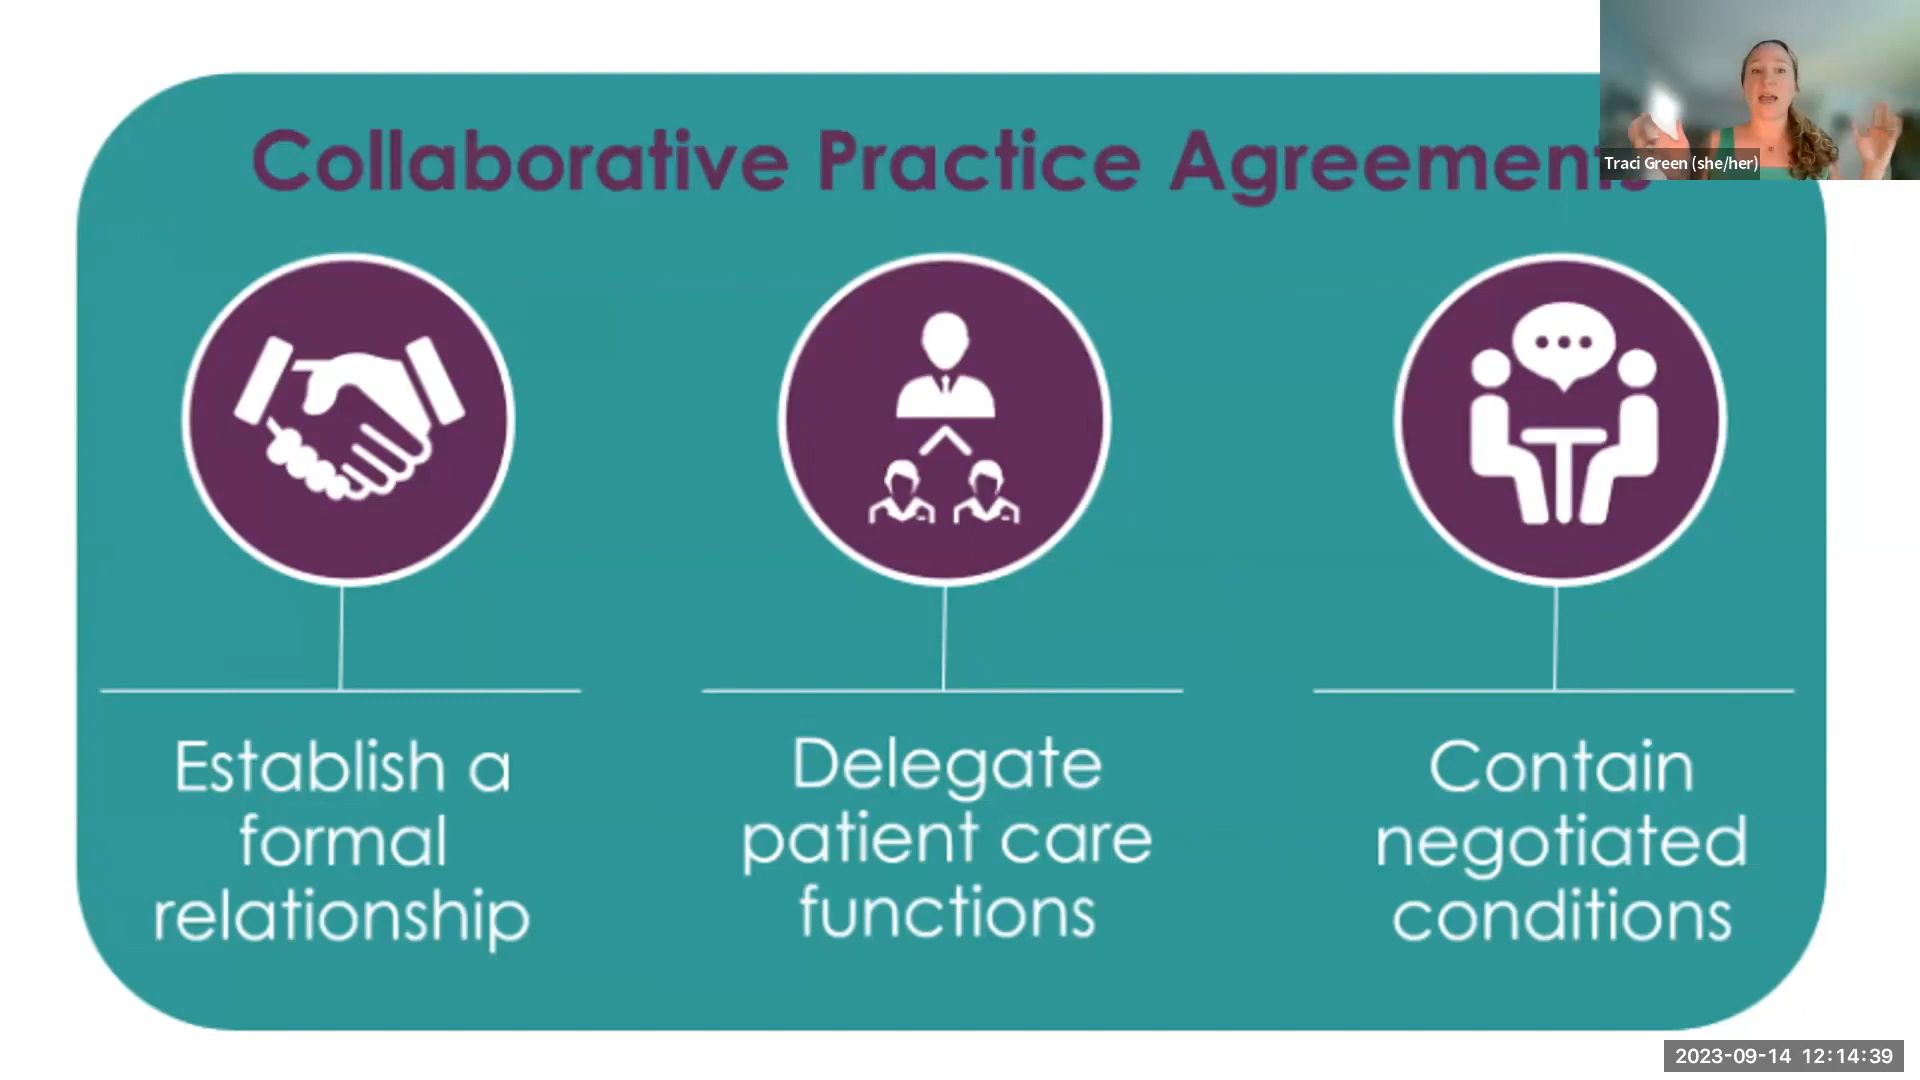 Collaborative Practice Agreements
Traci Green (she/her)
Establish a
formal
relationship
Delegate
patient care
functions
Contain
negotiated
conditions
2023-09-14 12:14:39